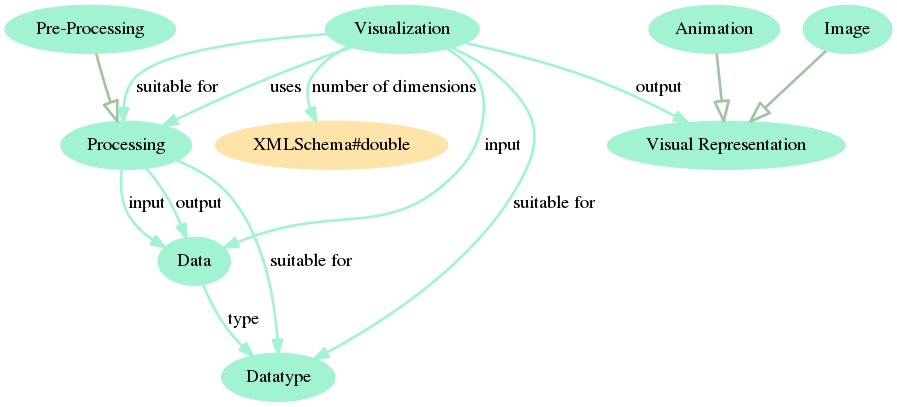 Pre-Processing
Visualization
Animation
Image
suitable for
uses
number of dimensions
output
Processing
XMLSchema#double
input
Visual Representation
input
output
suitable for
Data
suitable for
type
Datatype